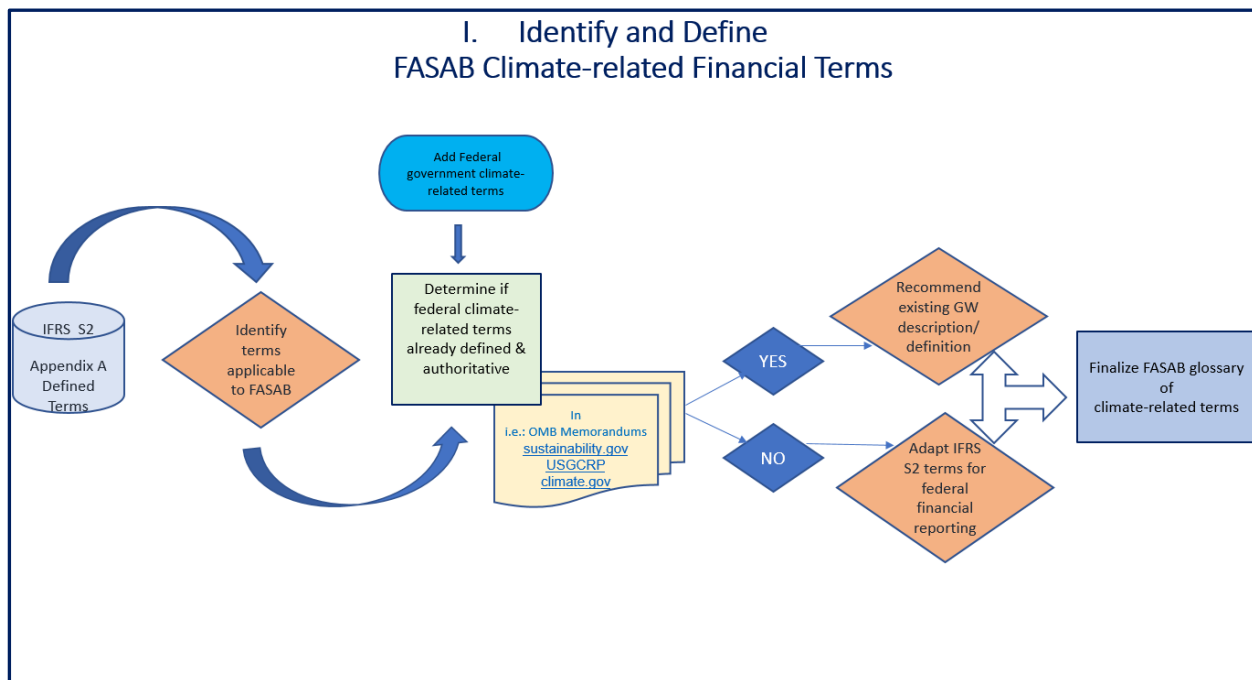 I. Identify and Define
FASAB Climate-related Financial Terms
Add Federal
government climate-
related terms
IFRS S2
Appendix A
Defined
Terms
Identify
terms
applicable
to FASAB
Determine if
federal climate-
related terms
already defined &
authoritative
In
i.e.: OMB Memorandums
sustainability.gov
USGCRP
climate.gov
YES
NO
Recommend
existing GW
description/
definition
Adapt IFRS
S2 terms for
federal
financial
reporting
Finalize FASAB glossary
of
climate-related terms